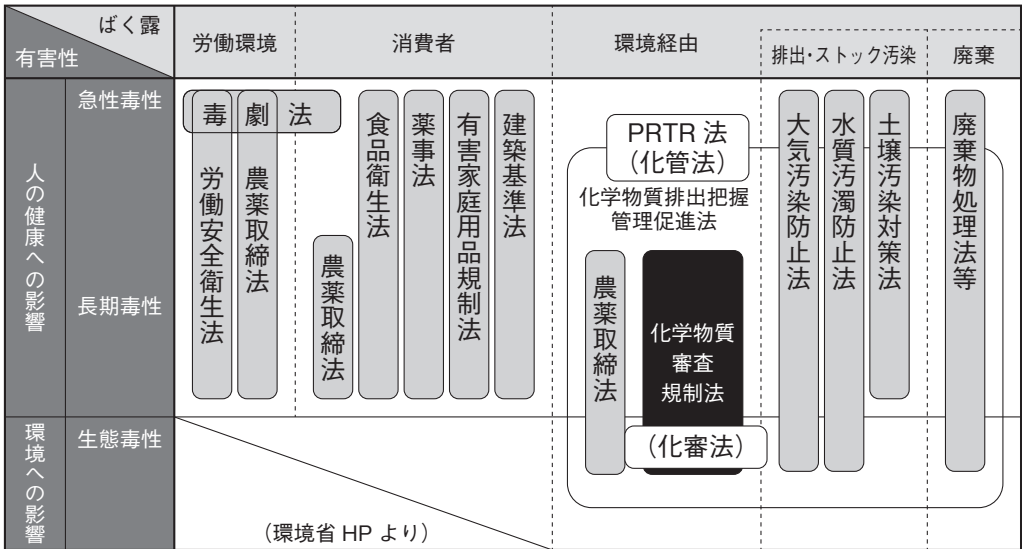 ばく露
有害性
労働環境
消費者
環境経由
排出・ストック汚染
廃棄
人の健康への影響
急性毒性
長期毒性
毒劇法
労働安全衛生法
農薬取締法
農薬取締法
食品衛生法
薬事法
有害家庭用品規制法
建築基準法
PRTR 法
（化管法）
化学物質排出把握
管理促進法
農薬取締法
化学物質
審査
規制法
（化審法）
大気汚染防止法
水質汚濁防止法
土壌汚染対策法
廃棄物処理法等
環境への影響
生態毒性
（環境省 HP より）